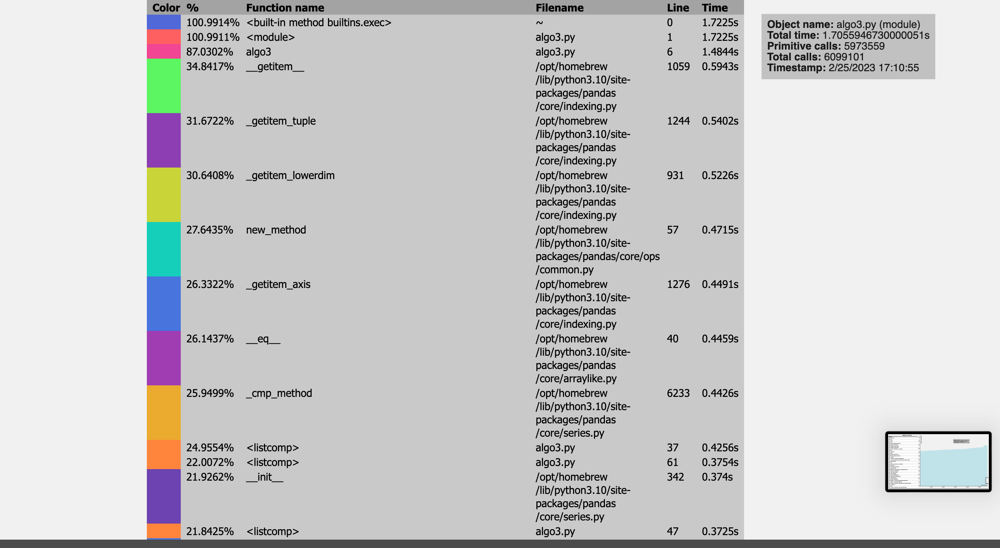 Color % Function name Filename Line Time
100.9914% <built-in method builtins.exec> ~ 0 1.7225s
100.9911% <module> algo3.py 1 1.7225s
87.0302% algo3 algo3.py 6 1.4844s
34.8417% __getitem__ /opt/homebrew 1059 0.5943s
/lib/python3.10/site-
packages/pandas
/core/indexing.py
31.6722% _getitem_tuple /opt/homebrew 1244 0.5402s
/lib/python3.10/site-
packages/pandas
/core/indexing.py
30.6408% _getitem_lowerdim /opt/homebrew 931 0.5226s
/lib/python3.10/site-
packages/pandas
/core/indexing.py
27.6435% new_method /opt/homebrew 57 0.4715s
/lib/python3.10/site-
packages/pandas/core/ops
/common.py
26.3322% _getitem_axis /opt/homebrew 1276 0.4491s
/lib/python3.10/site-
packages/pandas
/core/indexing.py
26.1437% __eq__ /opt/homebrew 40 0.4459s
/lib/python3.10/site-
packages/pandas
/core/arraylike.py
25.9499% _cmp_method /opt/homebrew 6233 0.4426s
/lib/python3.10/site-
packages/pandas
/core/series.py
24.9554% <listcomp> algo3.py 37 0.4256s
22.0072% <listcomp> algo3.py 61 0.3754s
21.9262% __init__ /opt/homebrew 342 0.374s
/lib/python3.10/site-
packages/pandas
/core/series.py
21.8425% <listcomp> algo3.py 47 0.3725s
Object name: algo3.py (module)
Total time: 1.7055946730000051s
Primitive calls: 5973559
Total calls: 6099101
Timestamp: 2/25/2023 17:10:55